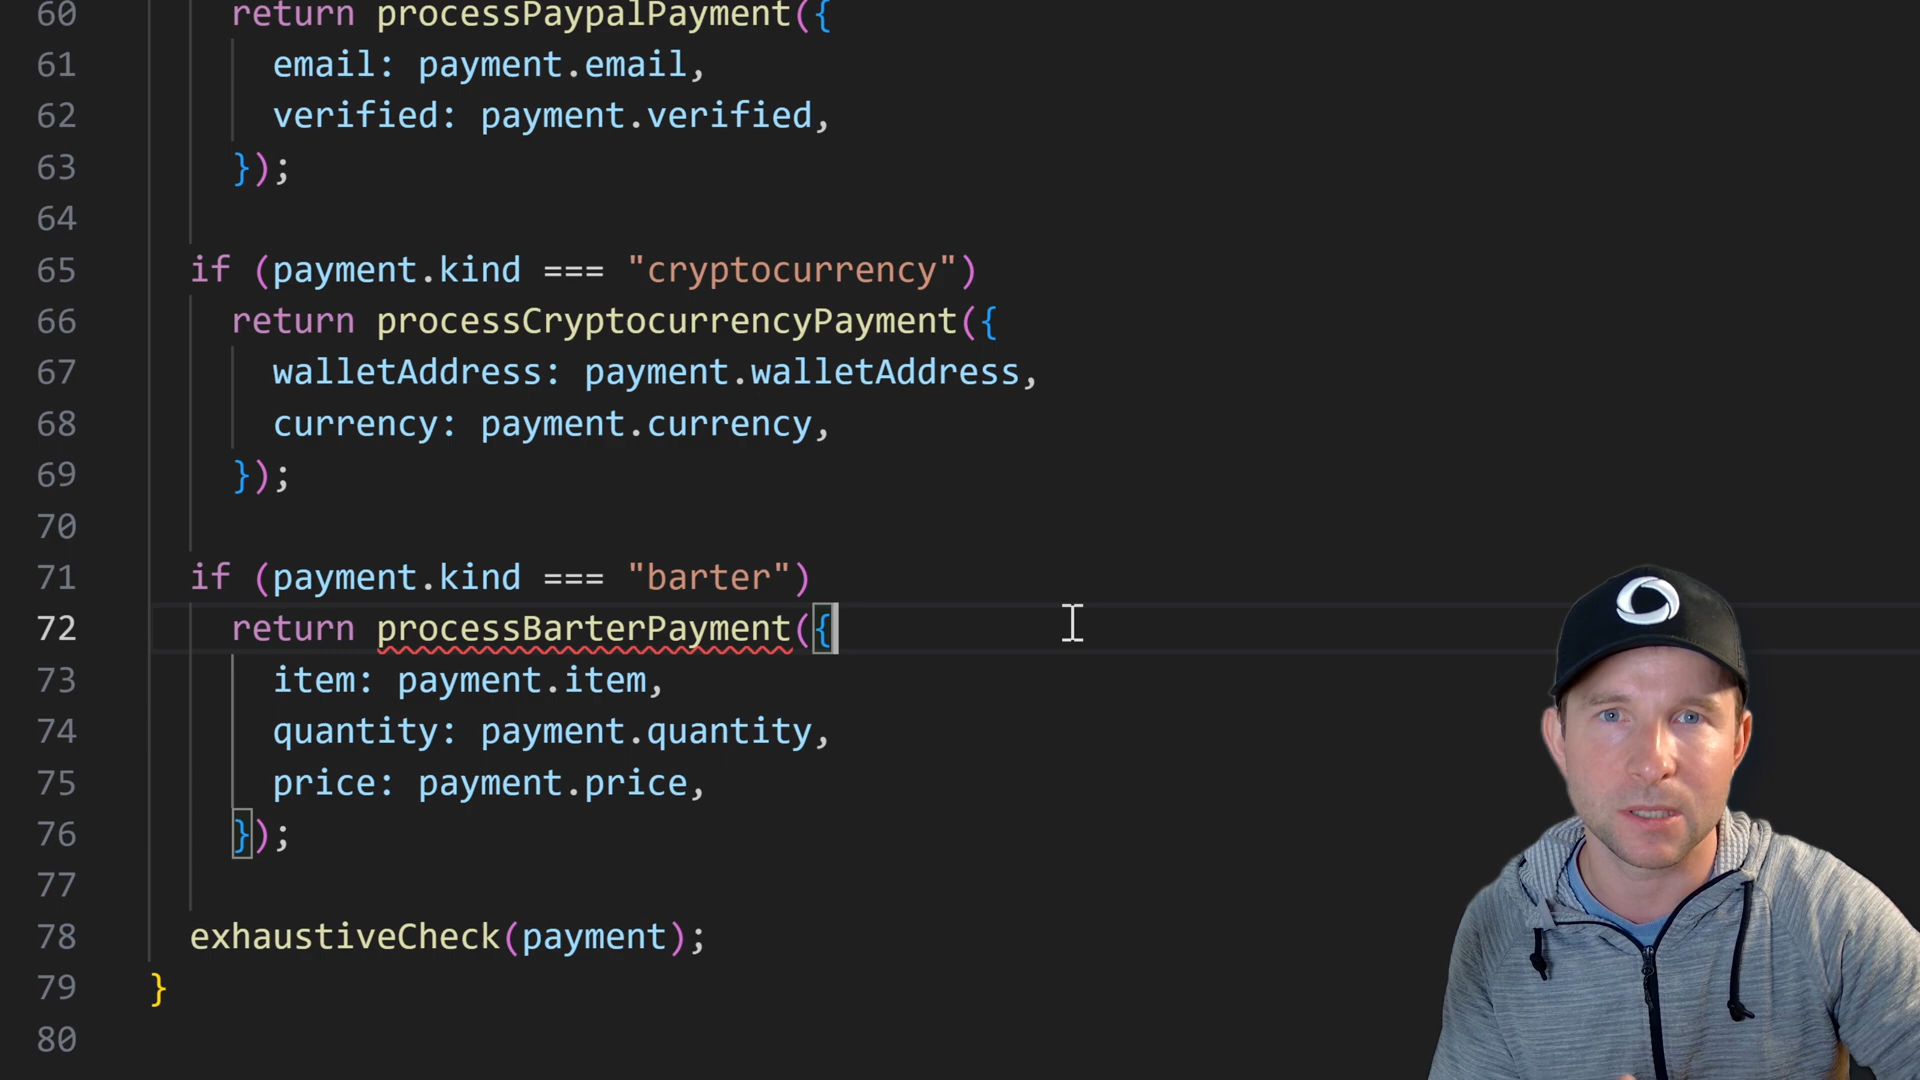 60 return processPaypalPayment({
61 email: payment.email,
62 verified: payment.verified,
63 });
64
65 if (payment.kind === "cryptocurrency")
66 return processCryptocurrencyPayment({
67 walletAddress: payment.walletAddress,
68 currency: payment.currency,
69 });
70
71 if (payment.kind === "barter")
72 return processBarterPayment({
73 item: payment.item,
74 quantity: payment.quantity,
75 price: payment.price,
76 });
77
78 exhaustiveCheck(payment);
79 }
80